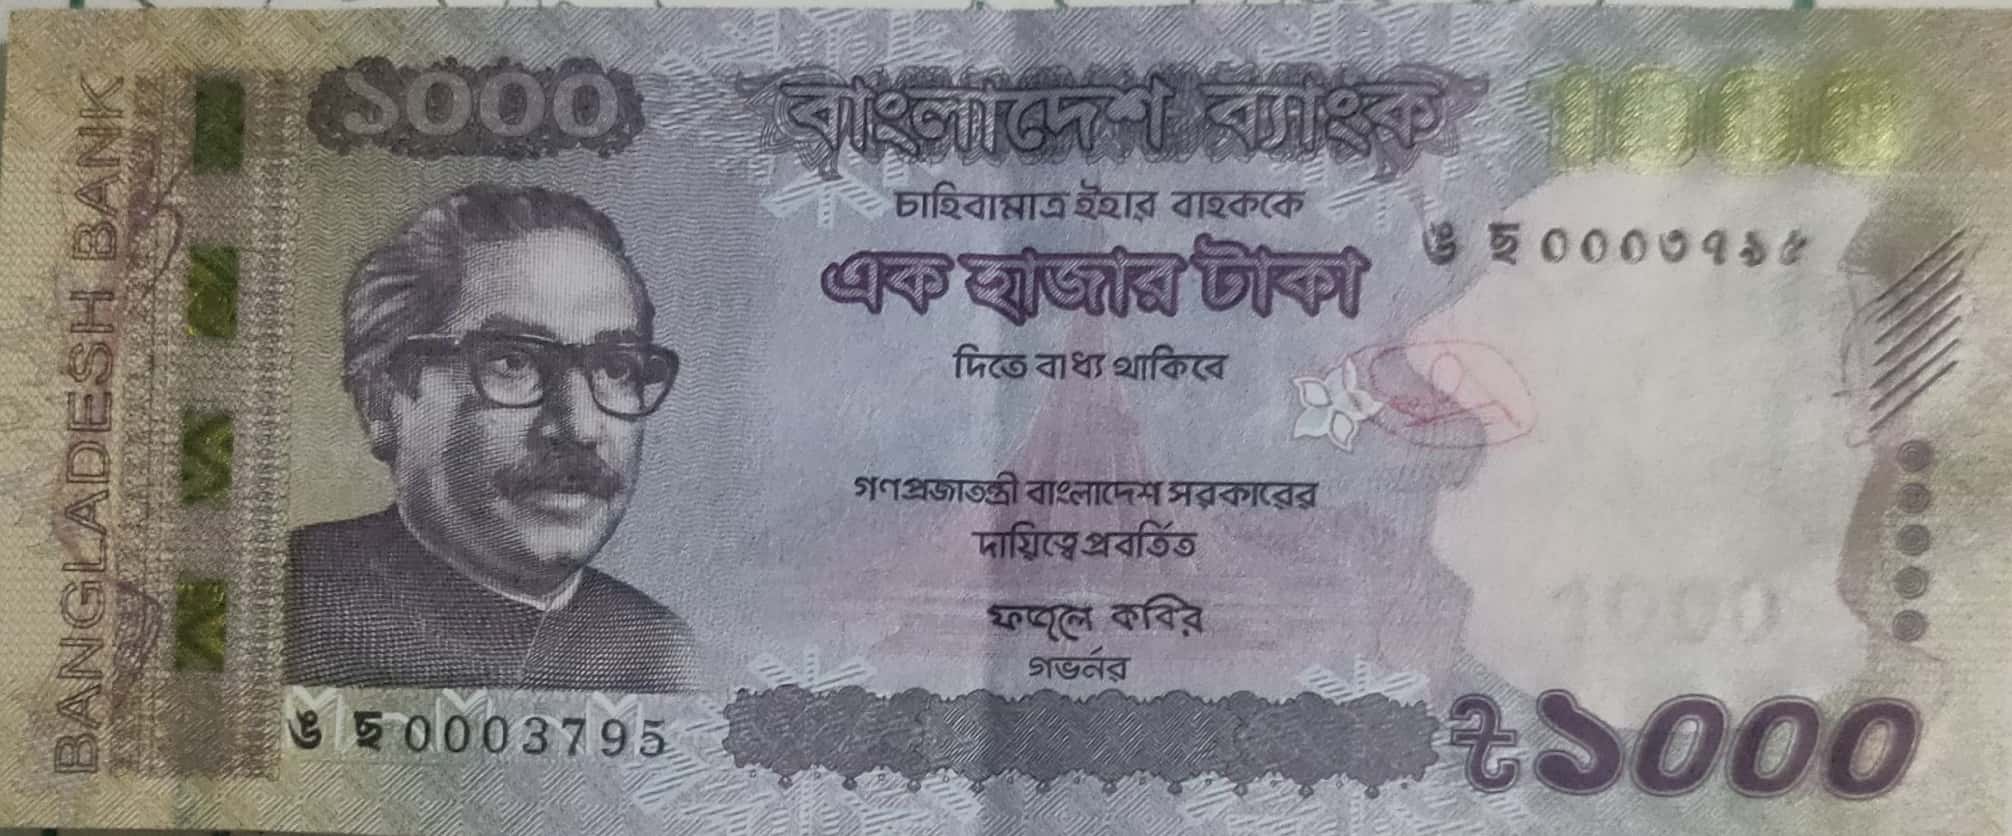 BANGLADESH BANK
১০০০
বাংলাদেশ ব্যাংক
1000
চাহিবামাত্র ইহার বাহককে
এক হাজার টাকা
ঙ ছ ০০০৩৭৯৫
দিতে বাধ্য থাকিবে
গণপ্রজাতন্ত্রী বাংলাদেশ সরকারের
দায়িত্বে প্রবর্তিত
ফজলে কবির
গভর্নর
1000
ঙ ছ 0003795
৳১০০০